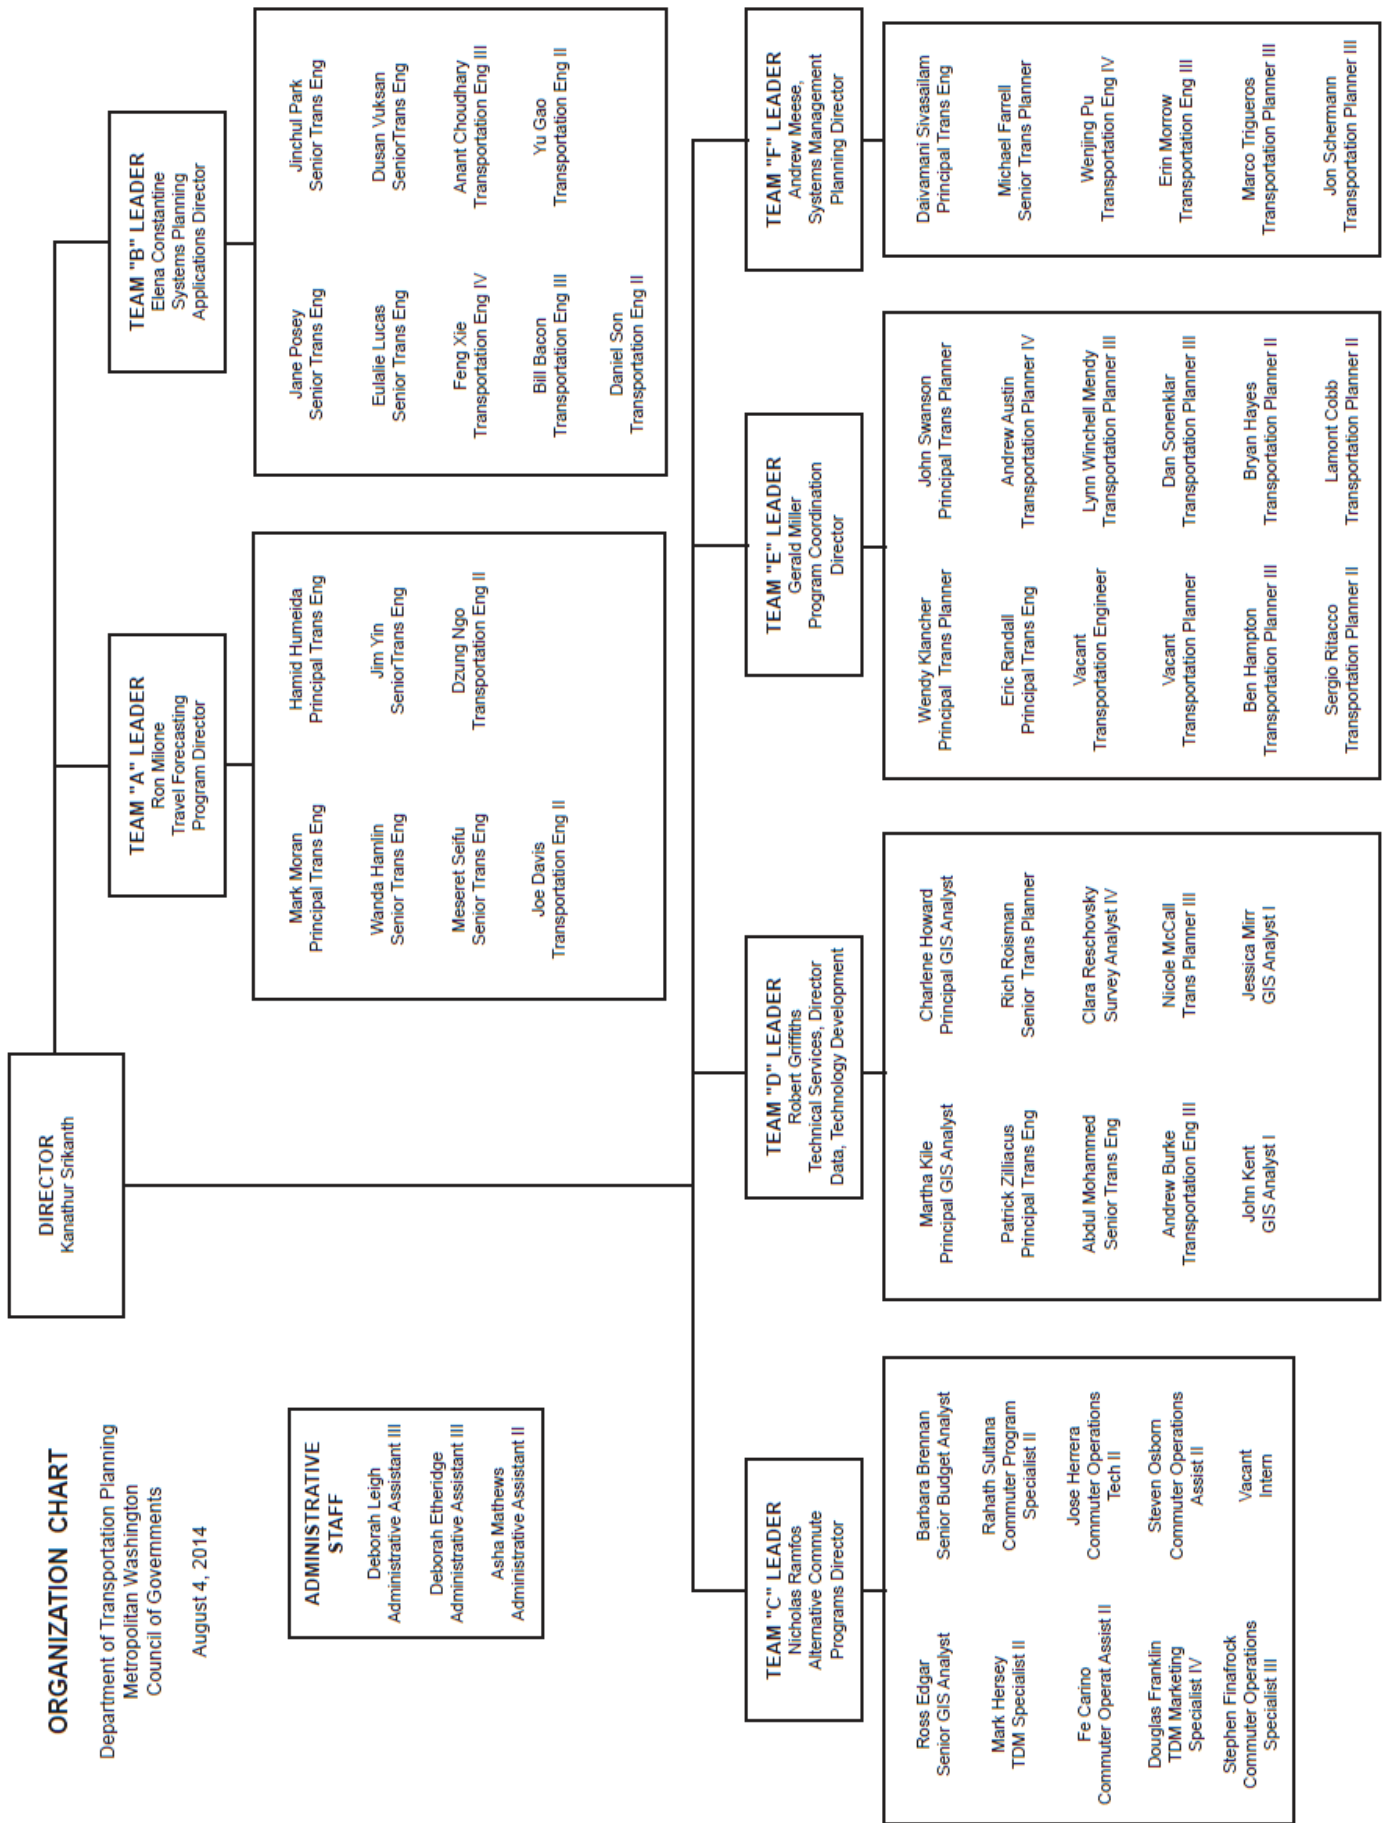 ORGANIZATION CHART
Department of Transportation Planning
Metropolitan Washington
Council of Governments
August 4, 2014
DIRECTOR
Kanathur Srikanth
ADMINISTRATIVE
STAFF
Deborah Leigh
Administrative Assistant III
Deborah Etheridge
Administrative Assistant III
Asha Mathews
Administrative Assistant II
TEAM "A" LEADER
Ron Milone
Travel Forecasting
Program Director
Mark Moran
Principal Trans Eng
Hamid Humeida
Principal Trans Eng
Wanda Hamlin
Senior Trans Eng
Jim Yin
SeniorTrans Eng
Meseret Seifu
Senior Trans Eng
Dzung Ngo
Transportation Eng II
Joe Davis
Transportation Eng II
TEAM "B" LEADER
Elena Constantine
Systems Planning
Applications Director
Jane Posey
Senior Trans Eng
Jinchul Park
Senior Trans Eng
Eulalie Lucas
Senior Trans Eng
Dusan Vuksan
SeniorTrans Eng
Feng Xie
Transportation Eng IV
Anant Choudhary
Transportation Eng III
Bill Bacon
Transportation Eng III
Yu Gao
Transportation Eng II
Daniel Son
Transportation Eng II
TEAM "C" LEADER
Nicholas Ramfos
Alternative Commute
Programs Director
Ross Edgar
Senior GIS Analyst
Barbara Brennan
Senior Budget Analyst
Mark Hersey
TDM Specialist II
Rahath Sultana
Commuter Program
Specialist II
Fe Carino
Commuter Operat Assist II
Jose Herrera
Commuter Operations
Tech II
Douglas Franklin
TDM Marketing
Specialist IV
Steven Osborn
Commuter Operations
Assist II
Stephen Finafrock
Commuter Operations
Specialist III
Vacant
Intern
TEAM "D" LEADER
Robert Griffiths
Technical Services, Director
Data, Technology Development
Martha Kile
Principal GIS Analyst
Charlene Howard
Principal GIS Analyst
Patrick Zilliacus
Principal Trans Eng
Rich Roisman
Senior Trans Planner
Abdul Mohammed
Senior Trans Eng
Clara Reschovsky
Survey Analyst IV
Andrew Burke
Transportation Eng III
Nicole McCall
Trans Planner III
John Kent
GIS Analyst I
Jessica Mirr
GIS Analyst I
TEAM "E" LEADER
Gerald Miller
Program Coordination
Director
Wendy Klancher
Principal Trans Planner
John Swanson
Principal Trans Planner
Eric Randall
Principal Trans Eng
Andrew Austin
Transportation Planner IV
Vacant
Transportation Engineer
Lynn Winchell Mendy
Transportation Planner III
Vacant
Transportation Planner
Dan Sonenklar
Transportation Planner III
Ben Hampton
Transportation Planner III
Bryan Hayes
Transportation Planner II
Sergio Ritacco
Transportation Planner II
Lamont Cobb
Transportation Planner II
TEAM "F" LEADER
Andrew Meese,
Systems Management
Planning Director
Daivamani Sivasailam
Principal Trans Eng
Michael Farrell
Senior Trans Planner
Wenjing Pu
Transportation Eng IV
Erin Morrow
Transportation Eng III
Marco Trigueros
Transportation Planner III
Jon Schermann
Transportation Planner III